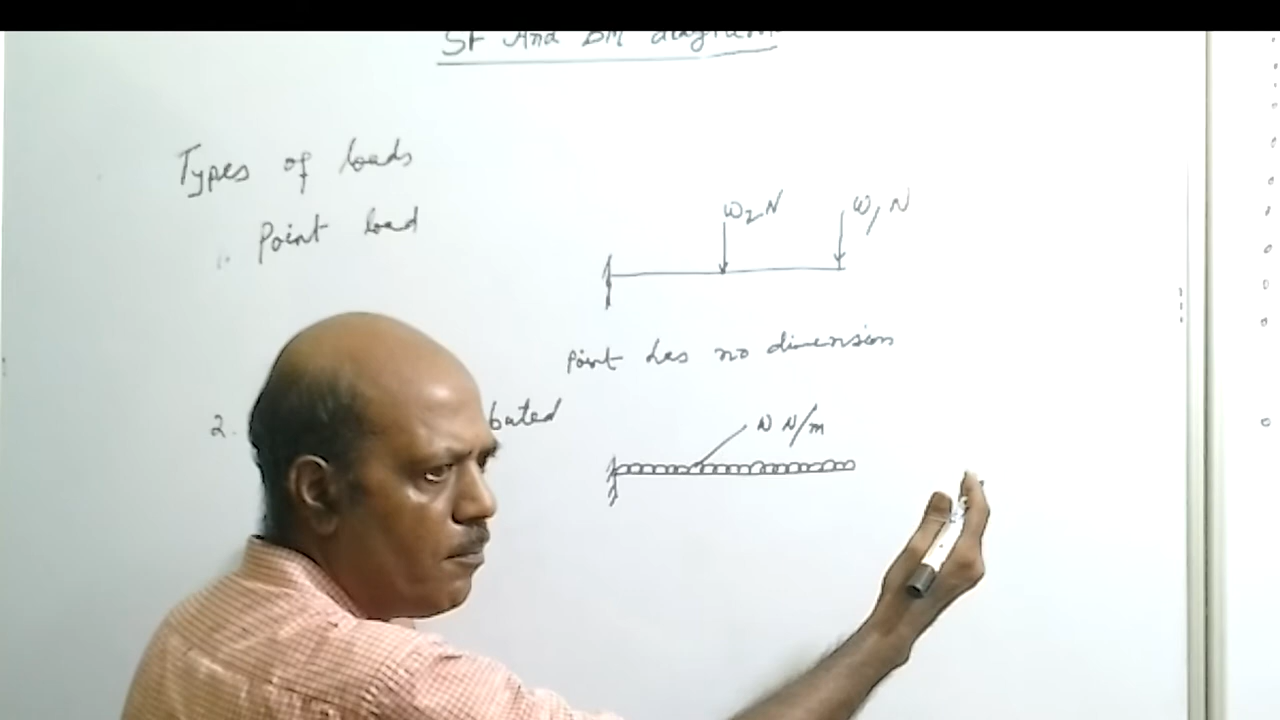 SF And BM diagram
Types of loads
Point load
W2 N
W1 N
Point has no dimension
2.
buted
W N/m